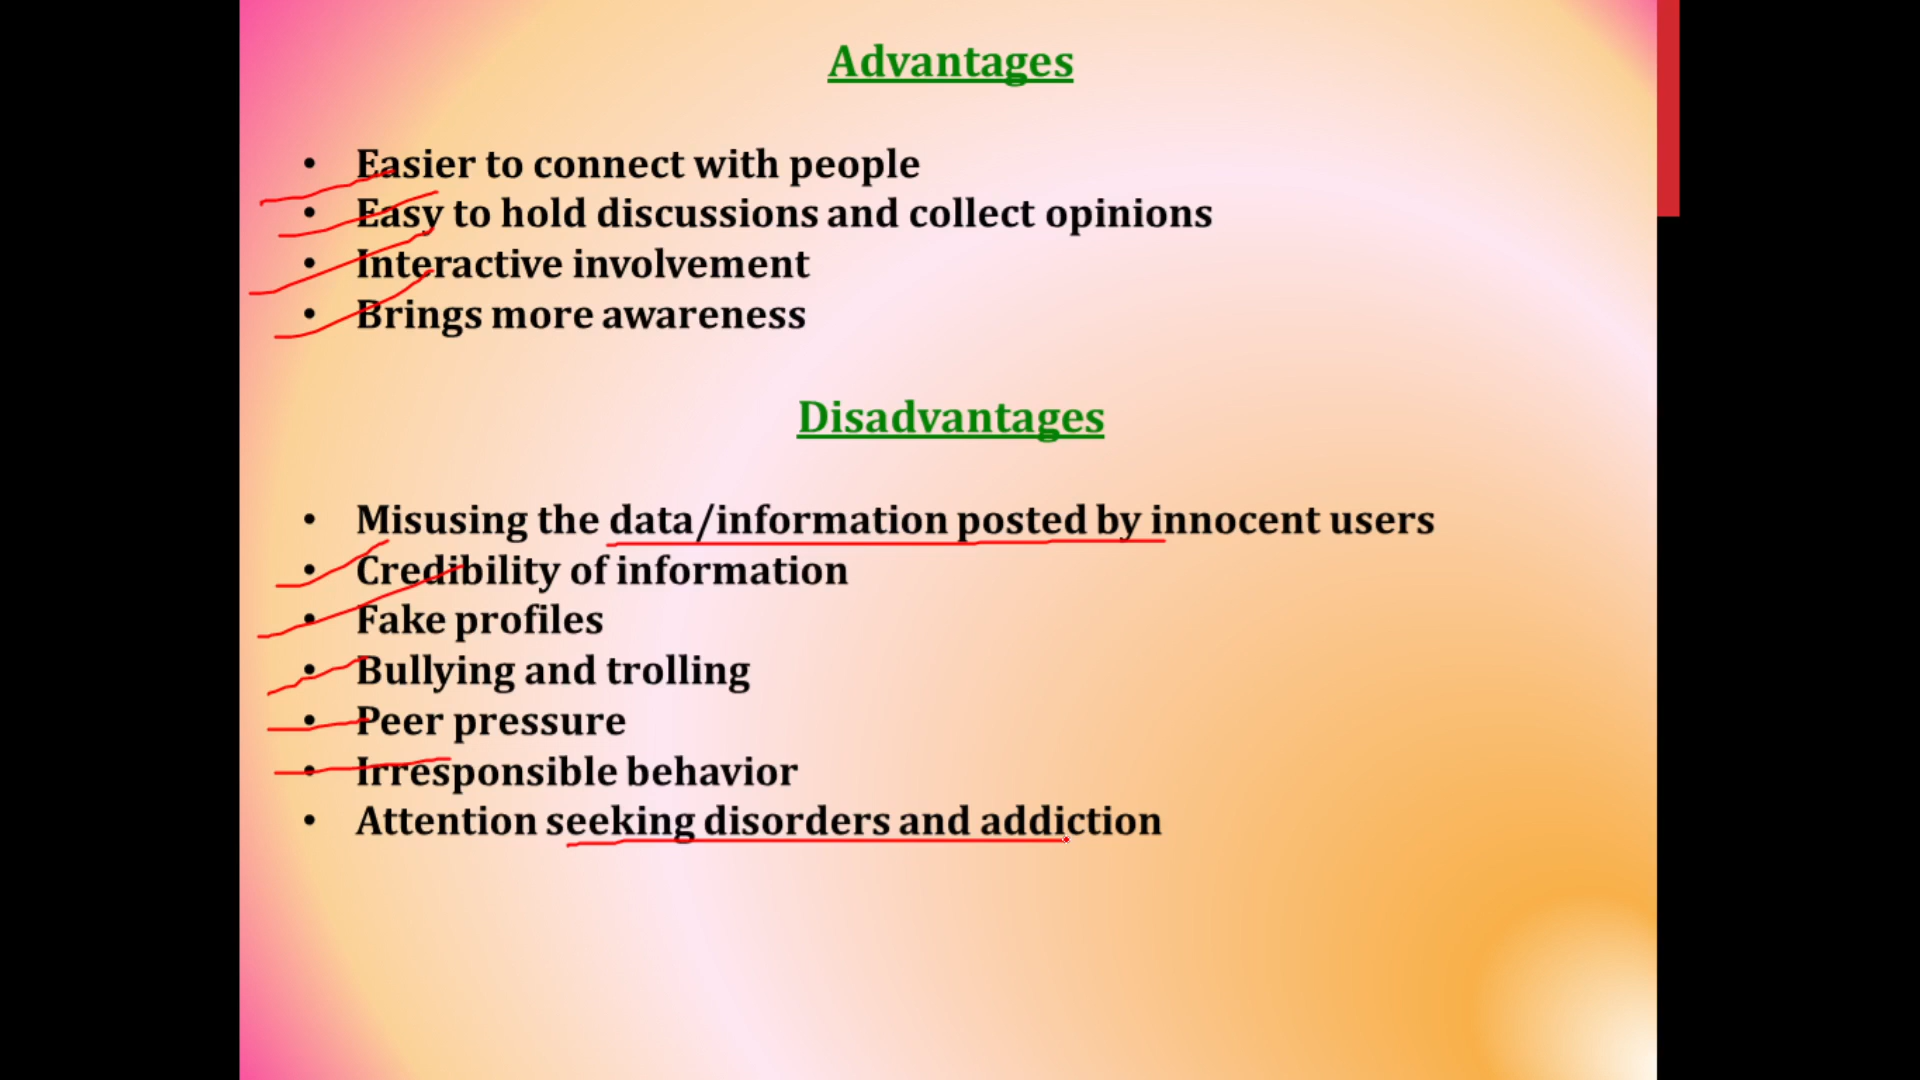 Advantages
• Easier to connect with people
• Easy to hold discussions and collect opinions
• Interactive involvement
• Brings more awareness
Disadvantages
• Misusing the data/information posted by innocent users
• Credibility of information
• Fake profiles
• Bullying and trolling
• Peer pressure
• Irresponsible behavior
• Attention seeking disorders and addiction